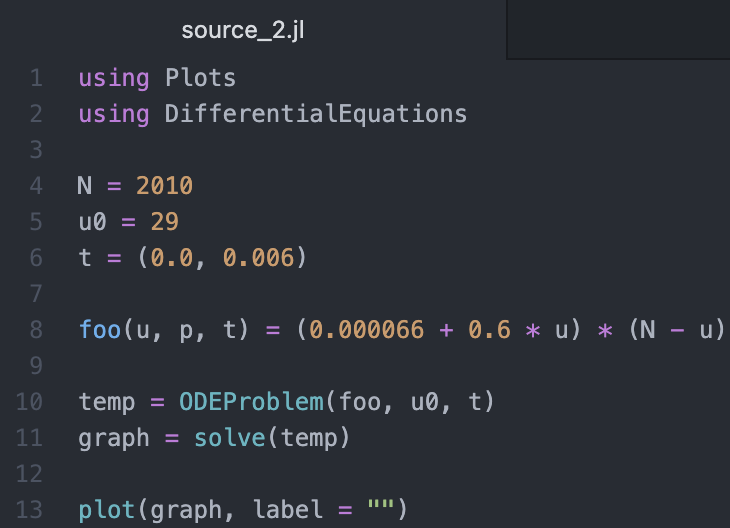 source_2.jl
1 using Plots
2 using DifferentialEquations
3
4 N = 2010
5 u0 = 29
6 t = (0.0, 0.006)
7
8 foo(u, p, t) = (0.000066 + 0.6 * u) * (N - u)
9
10 temp = ODEProblem(foo, u0, t)
11 graph = solve(temp)
12
13 plot(graph, label = "")